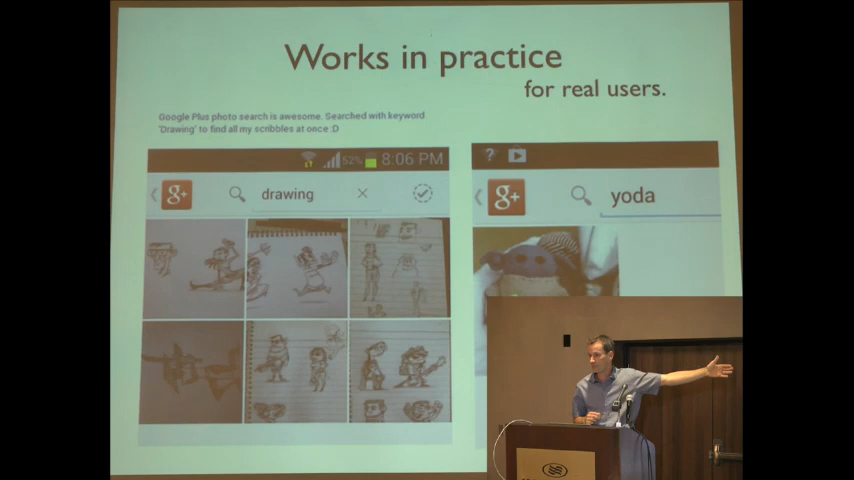 Works in practice
for real users.
Google Plus photo search is awesome. Searched with keyword
'Drawing' to find all my scribbles at once :D
52% 8:06 PM
g+ drawing
?
g+ yoda